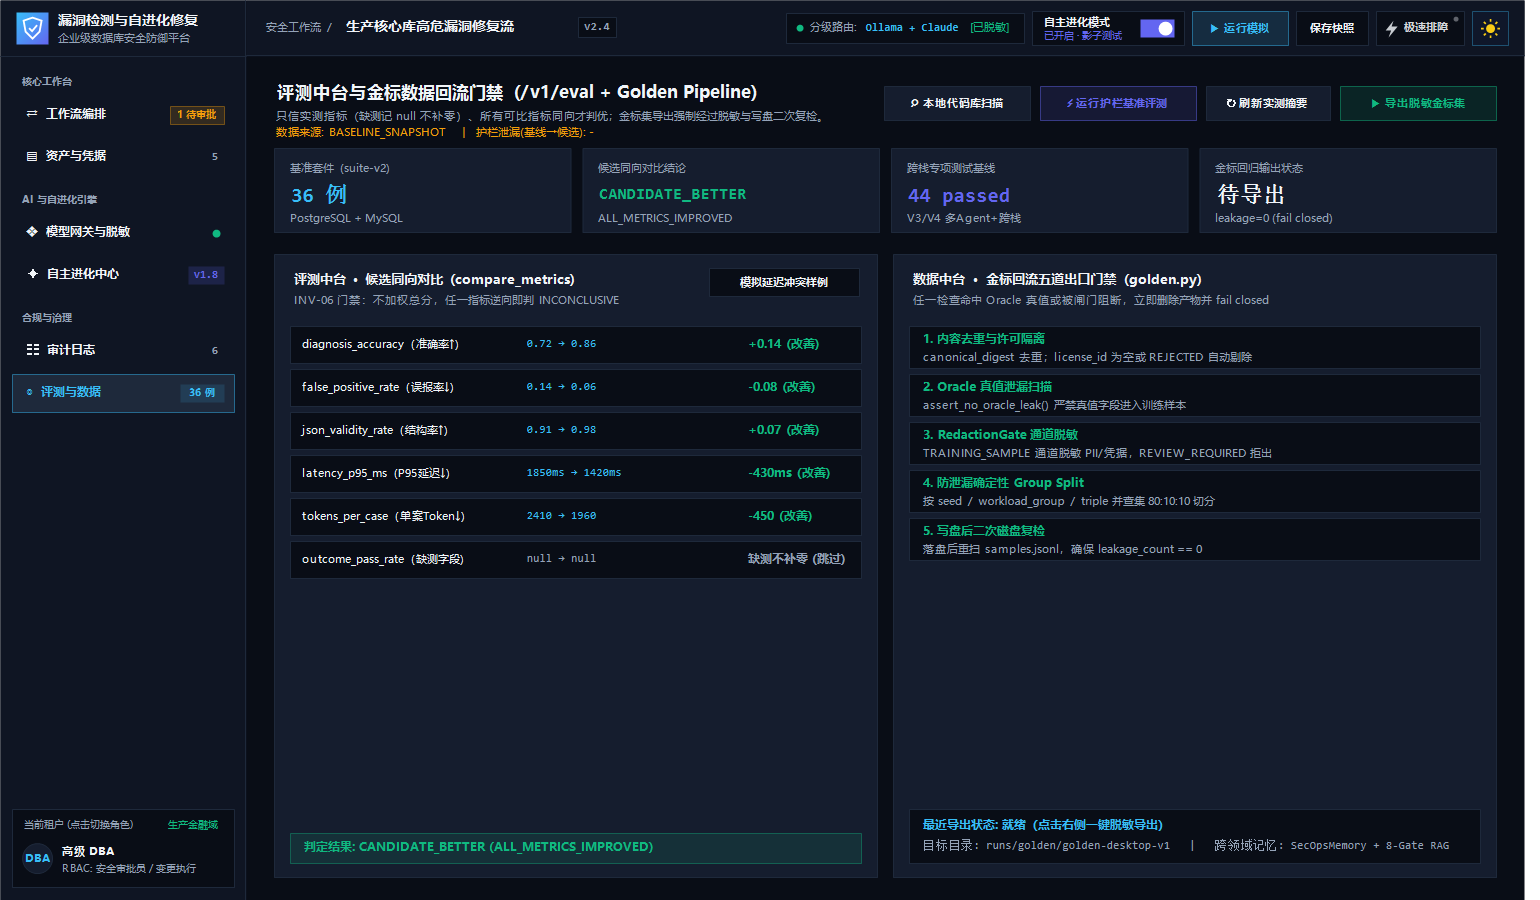 漏洞检测与自进化修复
企业级数据库安全防御平台
安全工作流 / 生产核心库高危漏洞修复流 v2.4
分级路由: Ollama + Claude [已脱敏]
自主进化模式
已开启 · 影子测试
▶ 运行模拟
保存快照
极速排障
核心工作台
工作流编排 1 待审批
资产与凭据 5
AI 与自进化引擎
模型网关与脱敏
自主进化中心 v1.8
合规与治理
审计日志 6
评测与数据 36 例
当前租户 (点击切换角色) 生产金融域
DBA
高级 DBA
RBAC: 安全审批员 / 变更执行
评测中台与金标数据回流门禁（/v1/eval + Golden Pipeline)
只信实测指标（缺测记 null 不补零）、所有可比指标同向才判优；金标集导出强制经过脱敏与写盘二次复检。
数据来源: BASELINE_SNAPSHOT | 护栏泄漏(基线→候选): -
本地代码库扫描
⚡运行护栏基准评测
↻刷新实测摘要
▶ 导出脱敏金标集
基准套件 (suite-v2)
36 例
PostgreSQL + MySQL
候选同向对比结论
CANDIDATE_BETTER
ALL_METRICS_IMPROVED
跨栈专项测试基线
44 passed
V3/V4 多Agent+跨栈
金标回归输出状态
待导出
leakage=0 (fail closed)
评测中台 • 候选同向对比（compare_metrics)
INV-06 门禁：不加权总分，任一指标逆向即判 INCONCLUSIVE
模拟延迟冲突样例
diagnosis_accuracy（准确率↑） 0.72 → 0.86 +0.14 (改善)
false_positive_rate（误报率↓） 0.14 → 0.06 -0.08 (改善)
json_validity_rate（结构率↑） 0.91 → 0.98 +0.07 (改善)
latency_p95_ms（P95延迟↓） 1850ms → 1420ms -430ms (改善)
tokens_per_case（单案Token↓） 2410 → 1960 -450 (改善)
outcome_pass_rate（缺测字段） null → null 缺测不补零 (跳过)
判定结果: CANDIDATE_BETTER (ALL_METRICS_IMPROVED)
数据中台 • 金标回流五道出口门禁（golden.py)
任一检查命中 Oracle 真值或被闸门阻断，立即删除产物并 fail closed
1. 内容去重与许可隔离
canonical_digest 去重；license_id 为空或 REJECTED 自动剔除
2. Oracle 真值泄漏扫描
assert_no_oracle_leak() 严禁真值字段进入训练样本
3. RedactionGate 通道脱敏
TRAINING_SAMPLE 通道脱敏 PII/凭据，REVIEW_REQUIRED 拒出
4. 防泄漏确定性 Group Split
按 seed / workload_group / triple 并查集 80:10:10 切分
5. 写盘后二次磁盘复检
落盘后重扫 samples.jsonl，确保 leakage_count == 0
最近导出状态: 就绪（点击右侧一键脱敏导出）
目标目录: runs/golden/golden-desktop-v1 | 跨领域记忆: SecOpsMemory + 8-Gate RAG